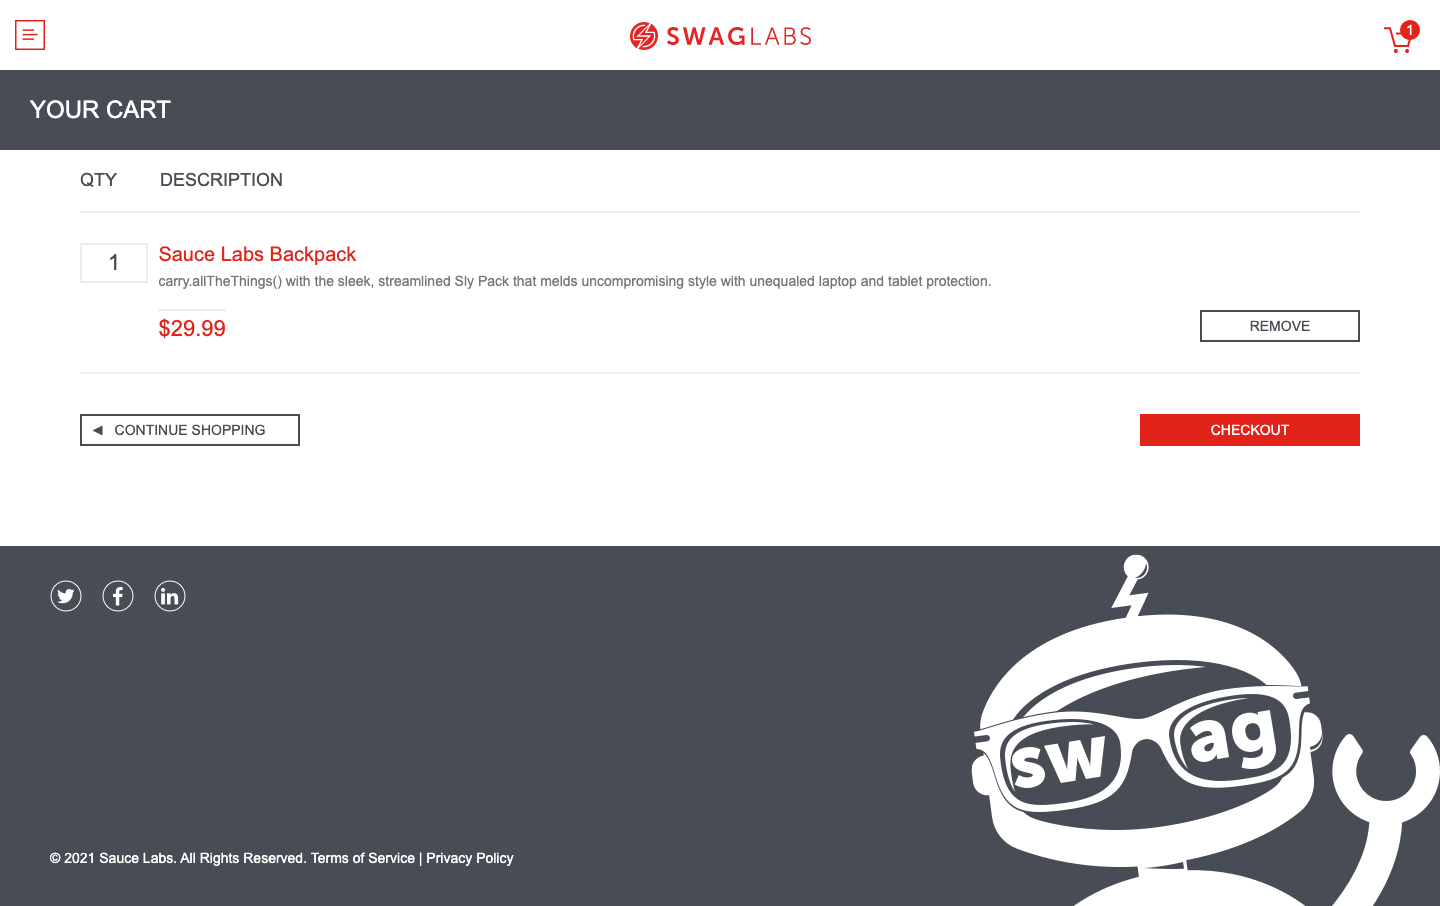 SWAGLABS
1
YOUR CART
QTY DESCRIPTION
1
Sauce Labs Backpack
carry.allTheThings() with the sleek, streamlined Sly Pack that melds uncompromising style with unequaled laptop and tablet protection.
$29.99
REMOVE
CONTINUE SHOPPING
CHECKOUT
swag
© 2021 Sauce Labs. All Rights Reserved. Terms of Service | Privacy Policy